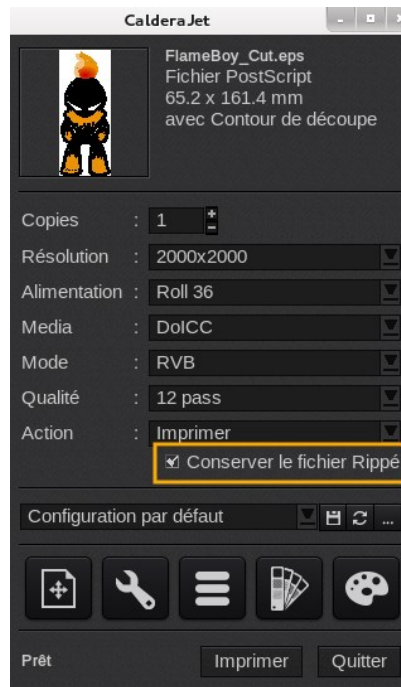 CalderaJet
FlameBoy_Cut.eps
Fichier PostScript
65.2 x 161.4 mm
avec Contour de découpe
Copies : 1
Résolution : 2000x2000
Alimentation : Roll 36
Media : DoICC
Mode : RVB
Qualité : 12 pass
Action : Imprimer
Conserver le fichier Rippé
Configuration par défaut ...
Prêt Imprimer Quitter